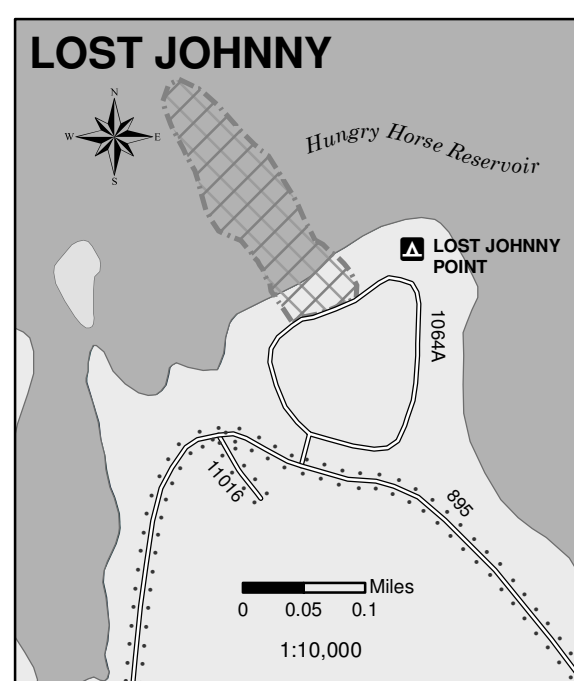 LOST JOHNNY
N
W E
S
Hungry Horse Reservoir
LOST JOHNNY
POINT
1064A
11016
895
Miles
0 0.05 0.1
1:10,000